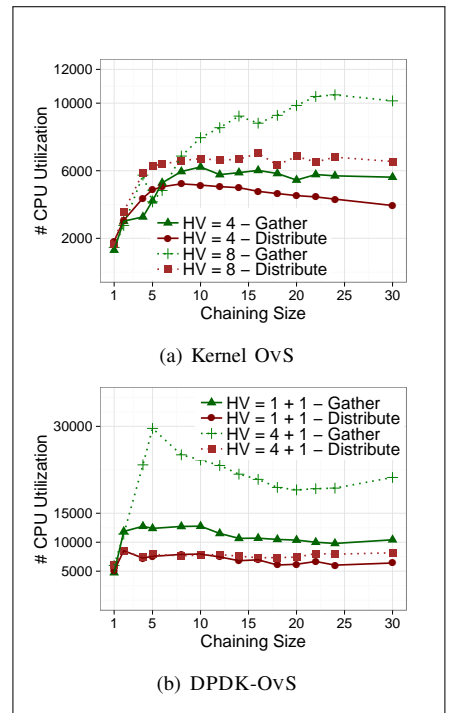 12000
10000
# CPU Utilization
6000
2000
HV = 4 – Gather
HV = 4 – Distribute
HV = 8 – Gather
HV = 8 – Distribute
1 5 10 15 20 25 30
Chaining Size
(a) Kernel OvS
HV = 1 + 1 – Gather
HV = 1 + 1 – Distribute
HV = 4 + 1 – Gather
HV = 4 + 1 – Distribute
30000
# CPU Utilization
15000
10000
5000
1 5 10 15 20 25 30
Chaining Size
(b) DPDK-OvS